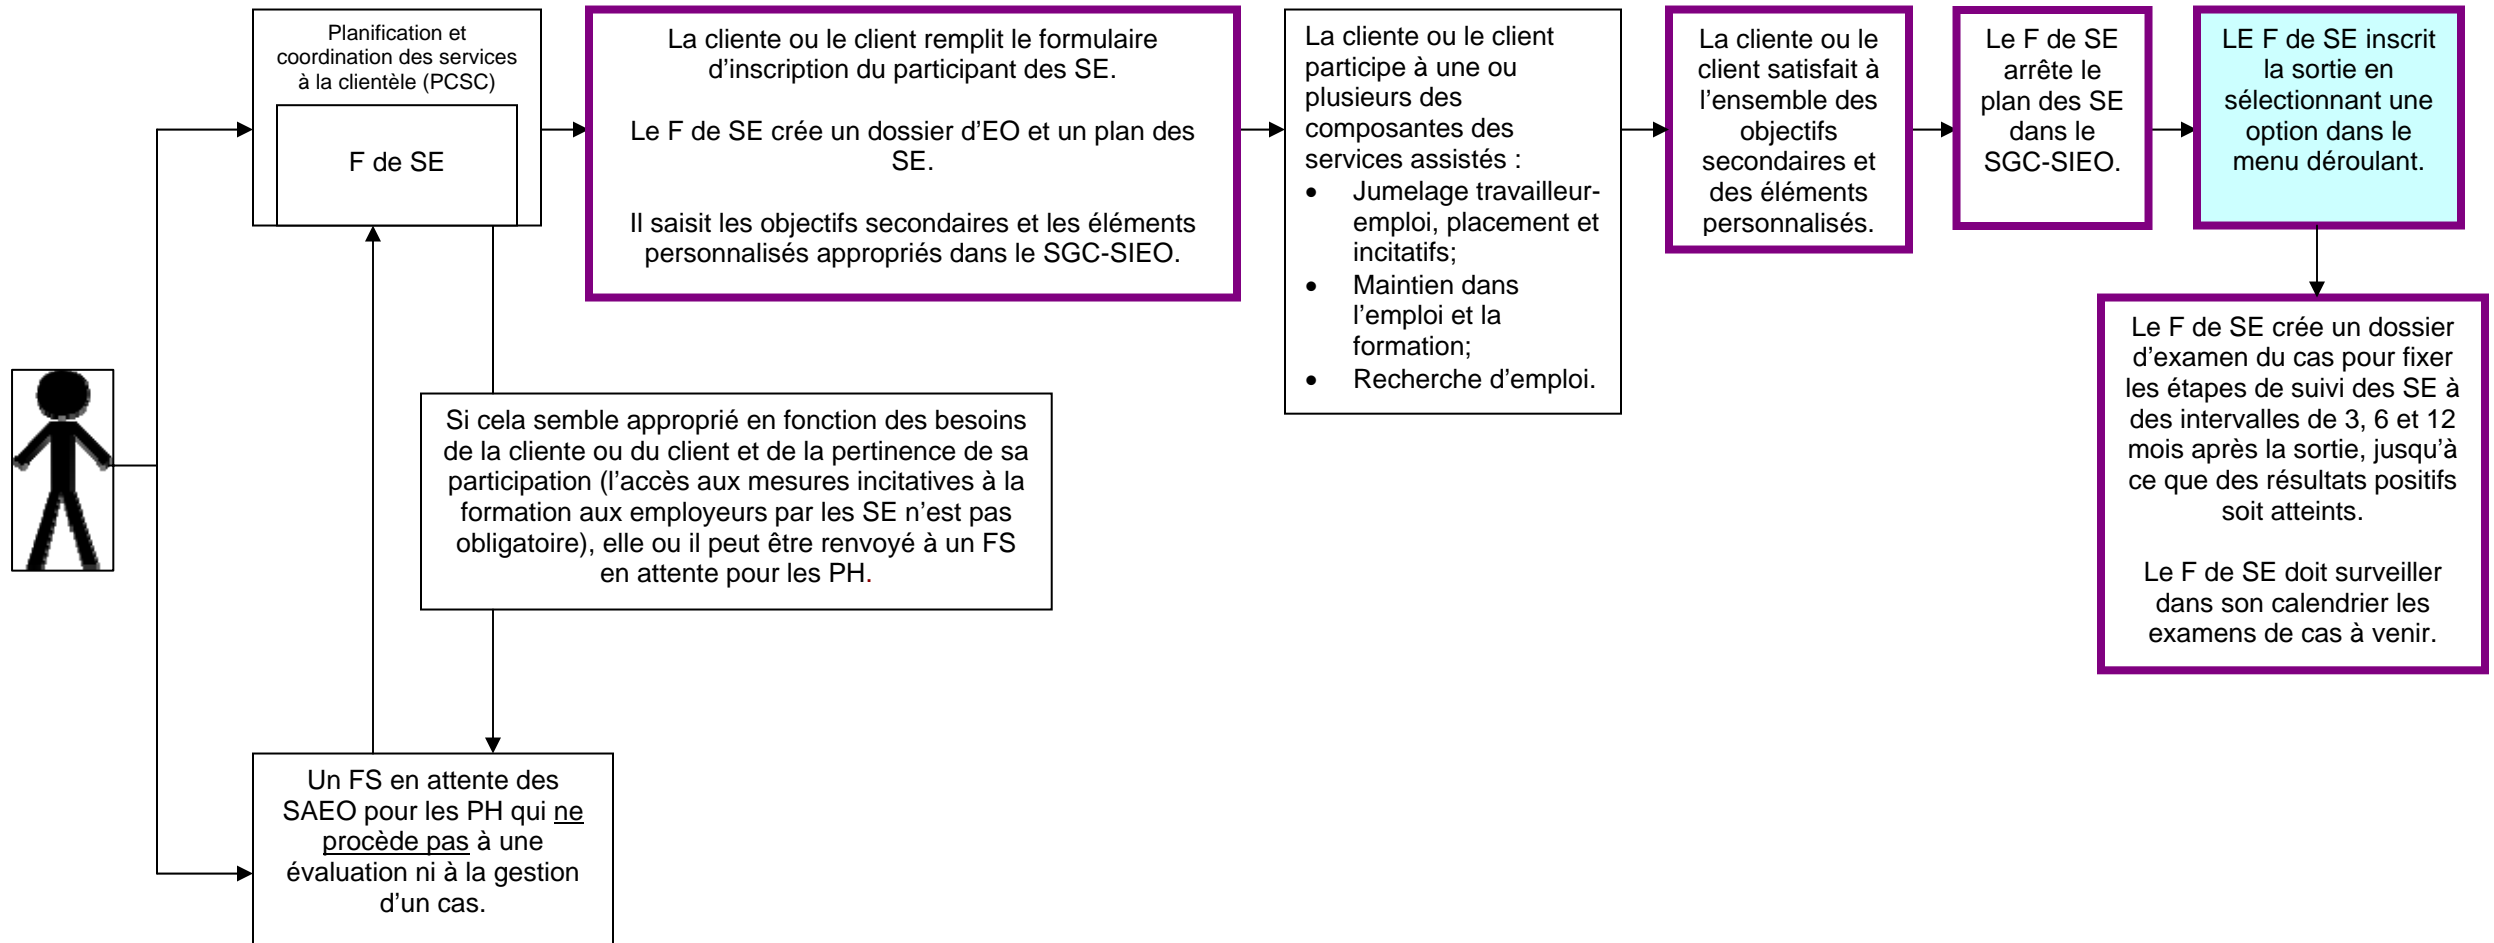 Planification et
coordination des services
à la clientèle (PCSC)
F de SE
La cliente ou le client remplit le formulaire
d'inscription du participant des SE.
Le F de SE crée un dossier d'EO et un plan des
SE.
Il saisit les objectifs secondaires et les éléments
personnalisés appropriés dans le SGC-SIEO.
La cliente ou le client
participe à une ou
plusieurs des
composantes des
services assistés :
• Jumelage travailleur-
emploi, placement et
incitatifs;
• Maintien dans
l'emploi et la
formation;
• Recherche d'emploi.
La cliente ou le
client satisfait à
l'ensemble des
objectifs
secondaires et
des éléments
personnalisés.
Le F de SE
arrête le
plan des SE
dans le
SGC-SIEO.
LE F de SE inscrit
la sortie en
sélectionnant une
option dans le
menu déroulant.
Le F de SE crée un dossier
d'examen du cas pour fixer
les étapes de suivi des SE à
des intervalles de 3, 6 et 12
mois après la sortie, jusqu'à
ce que des résultats positifs
soit atteints.
Le F de SE doit surveiller
dans son calendrier les
examens de cas à venir.
Si cela semble approprié en fonction des besoins
de la cliente ou du client et de la pertinence de sa
participation (l'accès aux mesures incitatives à la
formation aux employeurs par les SE n'est pas
obligatoire), elle ou il peut être renvoyé à un FS
en attente pour les PH.
Un FS en attente des
SAEO pour les PH qui ne
procède pas à une
évaluation ni à la gestion
d'un cas.